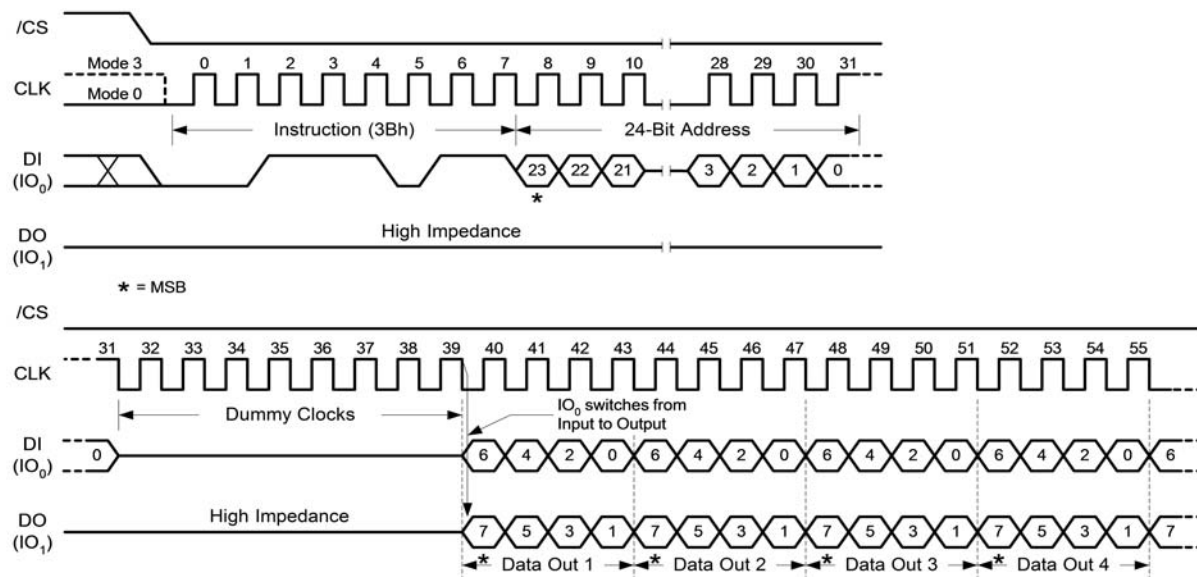 /CS
Mode 3 0 1 2 3 4 5 6 7 8 9 10 28 29 30 31
CLK
Mode 0
Instruction (3Bh) 24-Bit Address
DI
(IO0) 23 22 21 3 2 1 0
*
High Impedance
DO
(IO1)
* = MSB
/CS
31 32 33 34 35 36 37 38 39 40 41 42 43 44 45 46 47 48 49 50 51 52 53 54 55
CLK
Dummy Clocks
IO0 switches from
Input to Output
DI
(IO0) 0 6 4 2 0 6 4 2 0 6 4 2 0 6 4 2 0 6
High Impedance
DO
(IO1) 7 5 3 1 7 5 3 1 7 5 3 1 7 5 3 1 7
* Data Out 1 * Data Out 2 * Data Out 3 * Data Out 4